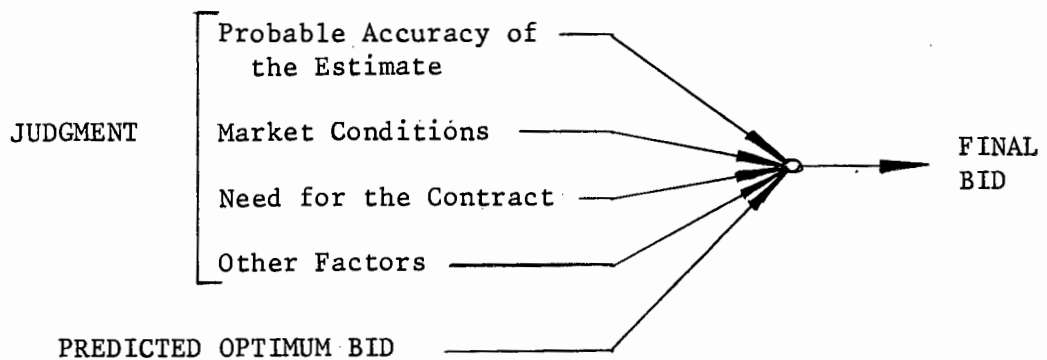 Probable Accuracy of
the Estimate
JUDGMENT
Market Conditions
Need for the Contract
Other Factors
PREDICTED OPTIMUM BID
FINAL
BID